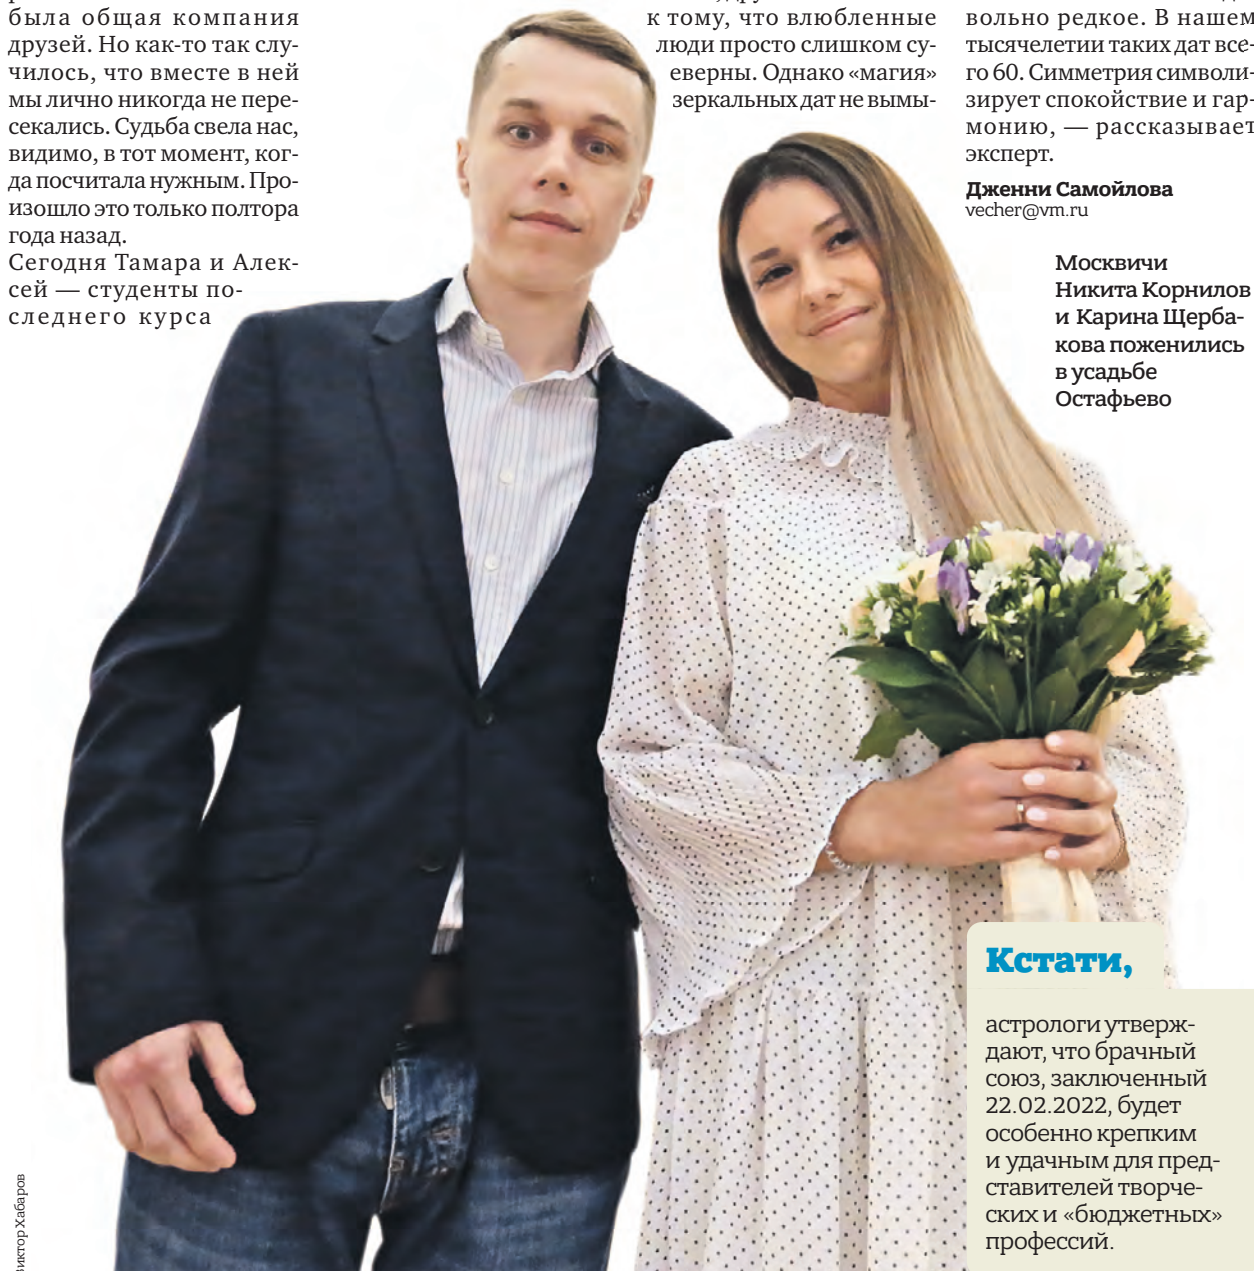 была общая компания
друзей. Но как-то так слу-
чилось, что вместе в ней
мы лично никогда не пере-
секались. Судьба свела нас,
видимо, в тот момент, ког-
да посчитала нужным. Про-
изошло это только полтора
года назад.
Сегодня Тамара и Алек-
сей — студенты по-
следнего курса
к тому, что влюбленные
люди просто слишком су-
еверны. Однако «магия»
зеркальных дат не вымы-
вольно редкое. В нашем
тысячелетии таких дат все-
го 60. Симметрия символи-
зирует спокойствие и гар-
монию, — рассказывает
эксперт.
Дженни Самойлова
vecher@vm.ru
Москвичи
Никита Корнилов
и Карина Щерба-
кова поженились
в усадьбе
Остафьево
Кстати,
астрологи утверж-
дают, что брачный
союз, заключенный
22.02.2022, будет
особенно крепким
и удачным для пред-
ставителей творче-
ских и «бюджетных»
профессий.
Виктор Хабаров